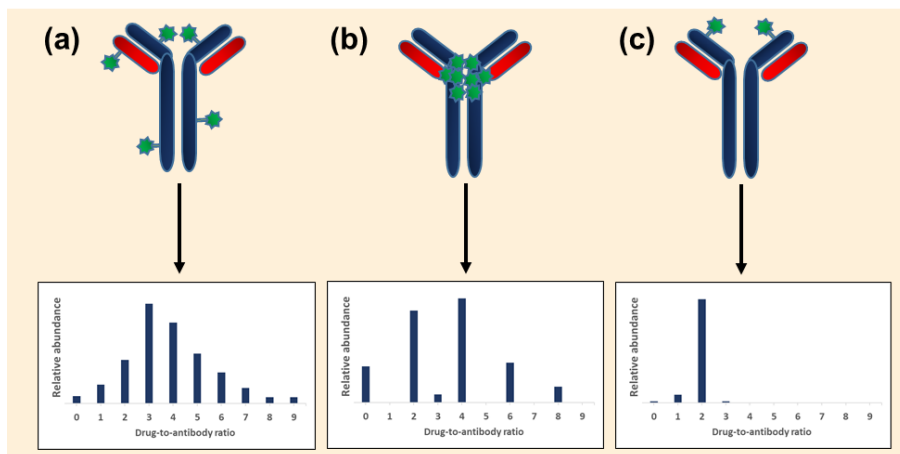 (a)
(b)
(c)
Relative abundance
0 1 2 3 4 5 6 7 8 9
Drug-to-antibody ratio
Relative abundance
0 1 2 3 4 5 6 7 8 9
Drug-to-antibody ratio
Relative abundance
0 1 2 3 4 5 6 7 8 9
Drug-to-antibody ratio